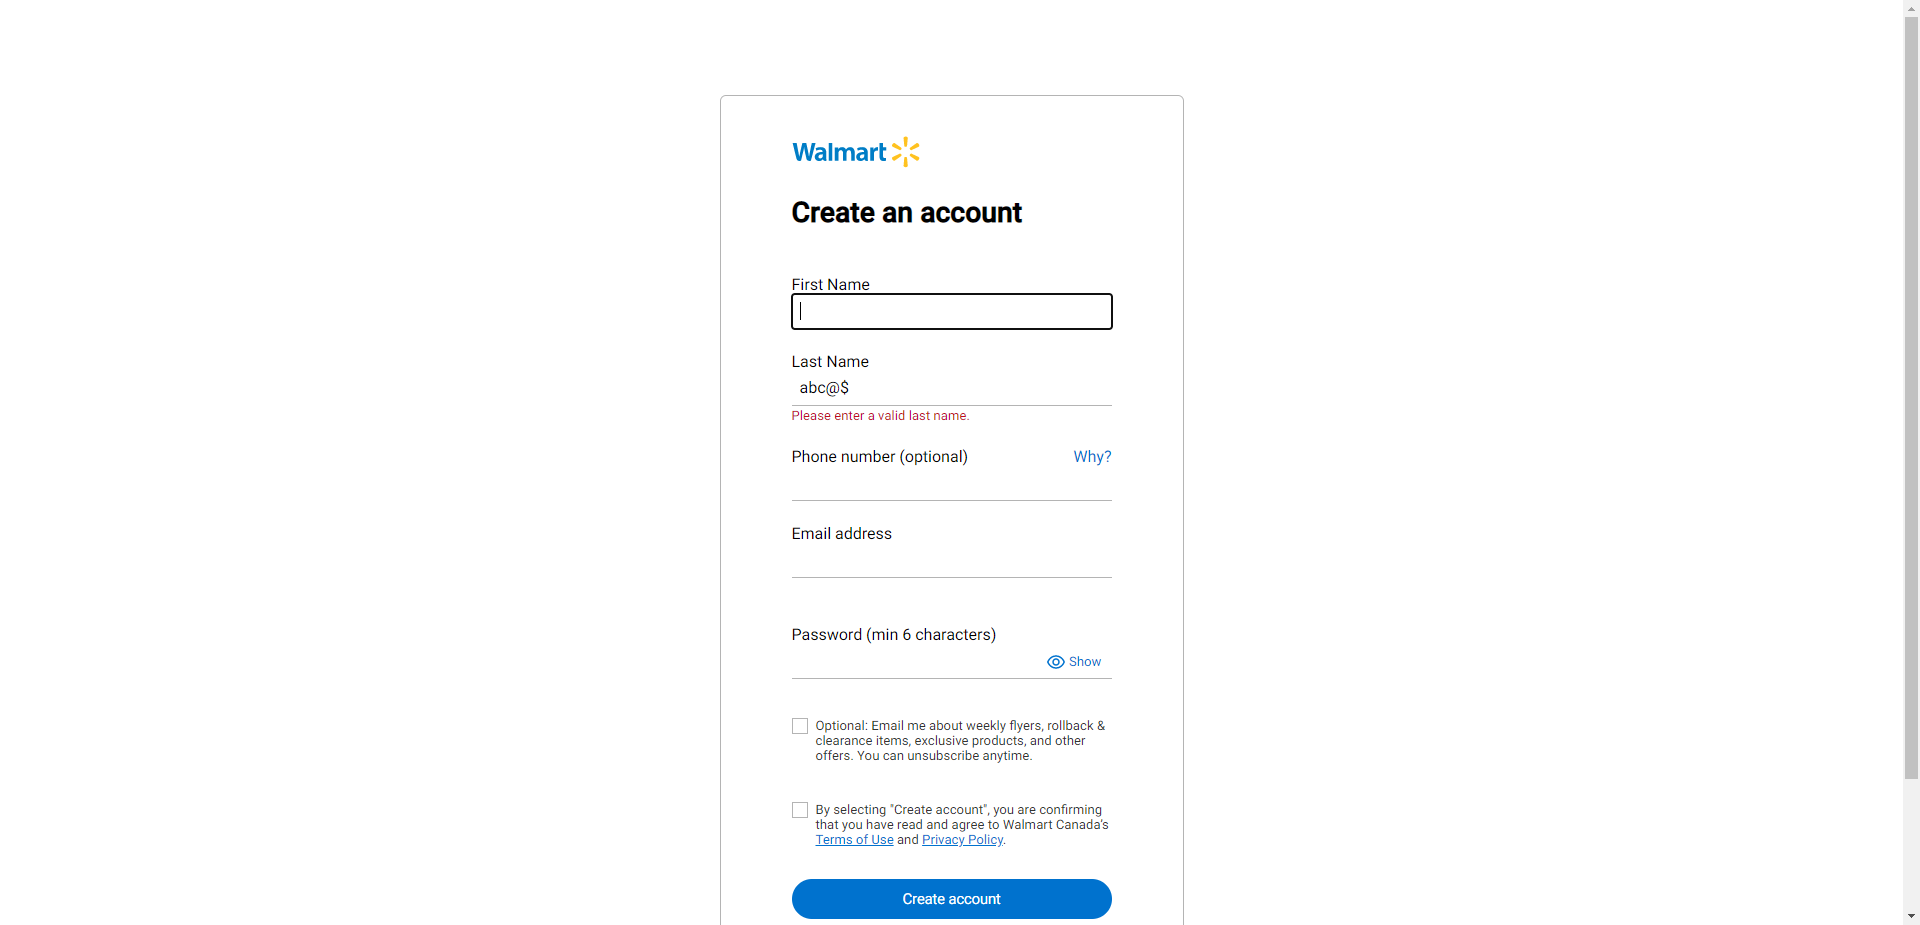 Walmart
Create an account
First Name
Last Name
abc@$
Please enter a valid last name.
Phone number (optional) Why?
Email address
Password (min 6 characters)
Show
Optional: Email me about weekly flyers, rollback &
clearance items, exclusive products, and other
offers. You can unsubscribe anytime.
By selecting "Create account", you are confirming
that you have read and agree to Walmart Canada's
Terms of Use and Privacy Policy.
Create account